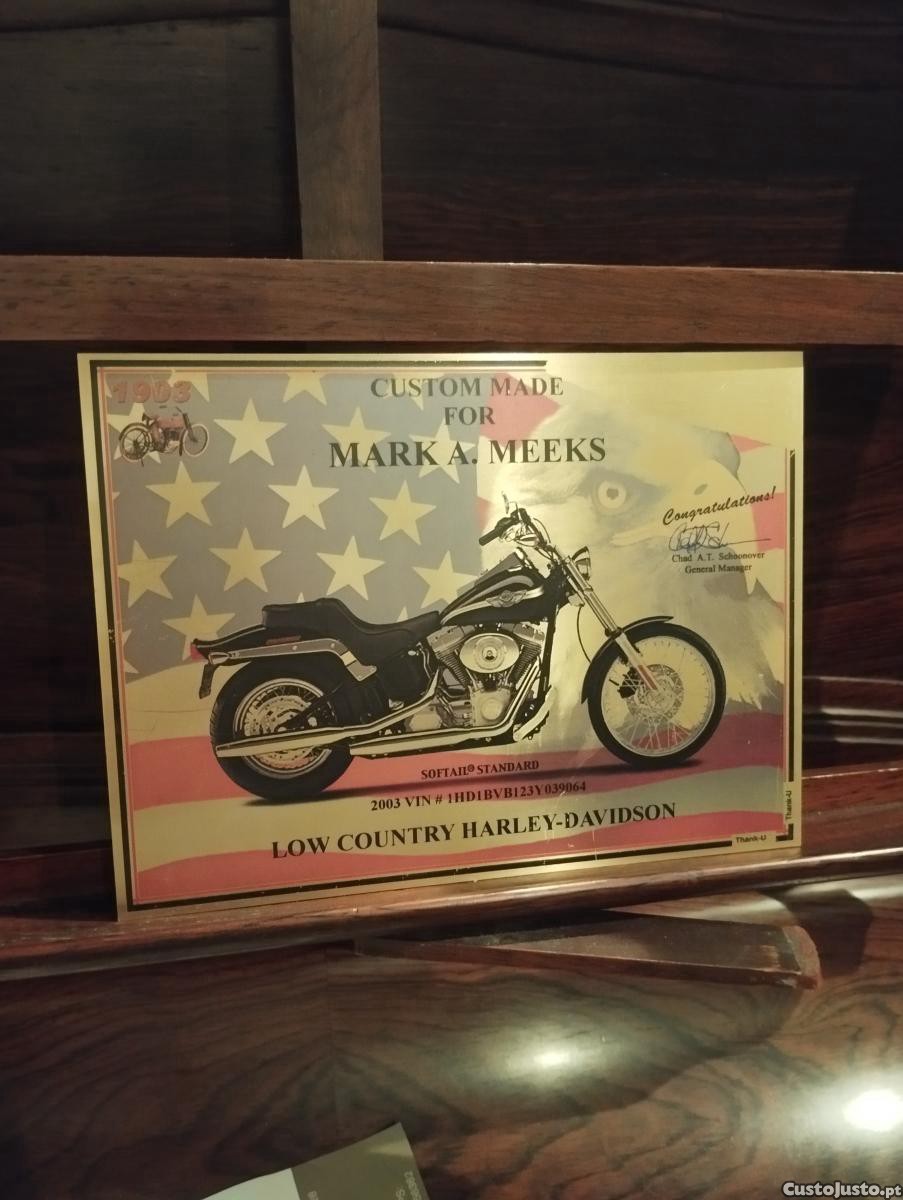 1903
CUSTOM MADE
FOR
MARK A. MEEKS
Congratulations!
Chad A.T. Schoonover
General Manager
SOFTAIL® STANDARD
2003 VIN # 1HD1BVB123Y039064
LOW COUNTRY HARLEY-DAVIDSON
Thank-U
Thank-U
CustoJusto.pt